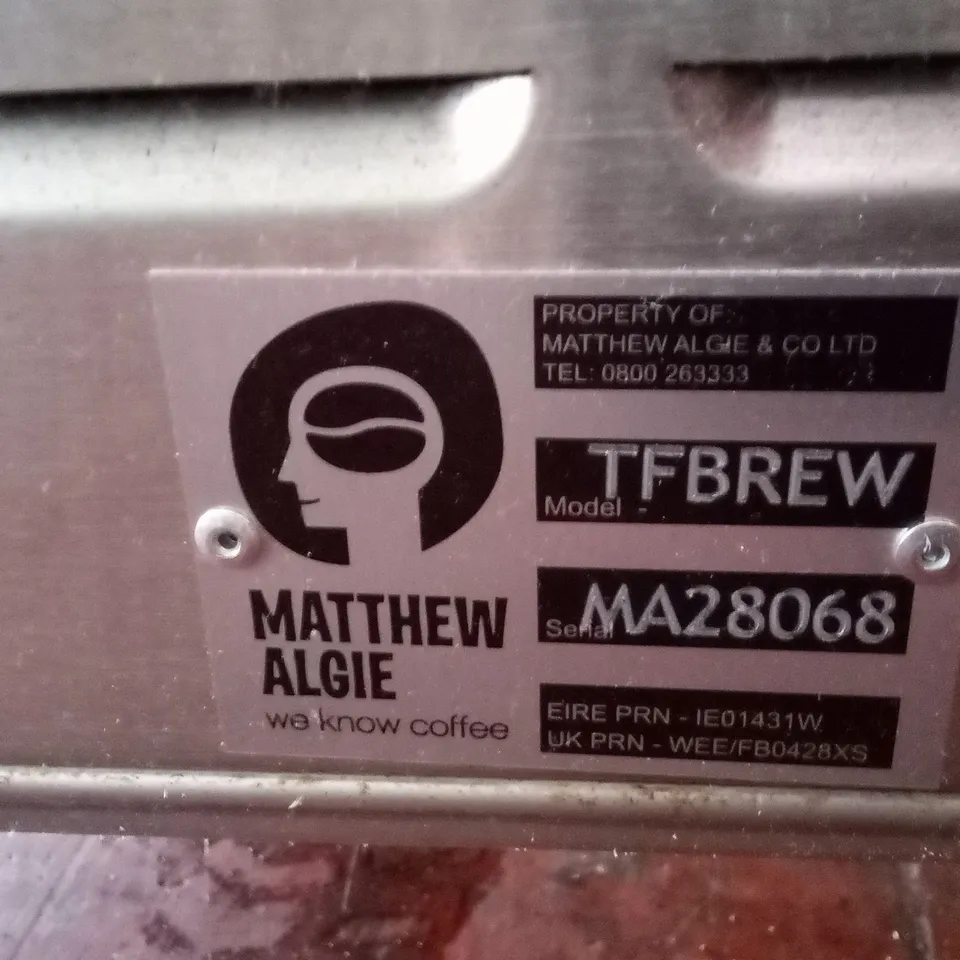 MATTHEW
ALGIE
we know coffee
PROPERTY OF:
MATTHEW ALGIE & CO LTD
TEL: 0800 263333
Model - TFBREW
Serial MA28068
EIRE PRN - IE01431W
UK PRN - WEE/FB0428XS